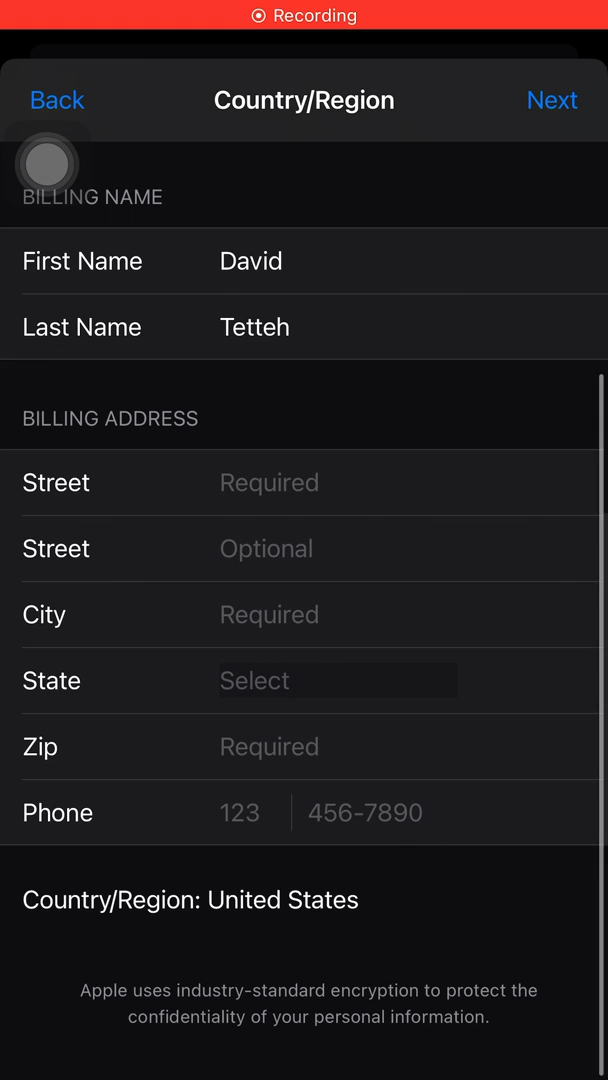 Recording
Back Country/Region Next
BILLING NAME
First Name David
Last Name Tetteh
BILLING ADDRESS
Street Required
Street Optional
City Required
State Select
Zip Required
Phone 123 456-7890
Country/Region: United States
Apple uses industry-standard encryption to protect the
confidentiality of your personal information.